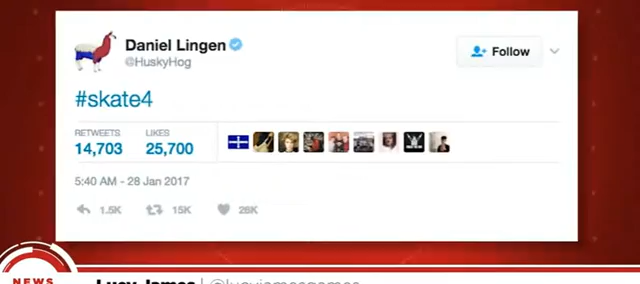 Daniel Lingen
@HuskyHog
Follow
#skate4
RETWEETS LIKES
14,703 25,700
5:40 AM - 28 Jan 2017
1.5K 15K 26K
NEWS
Lucy James | @lucyjamesgames